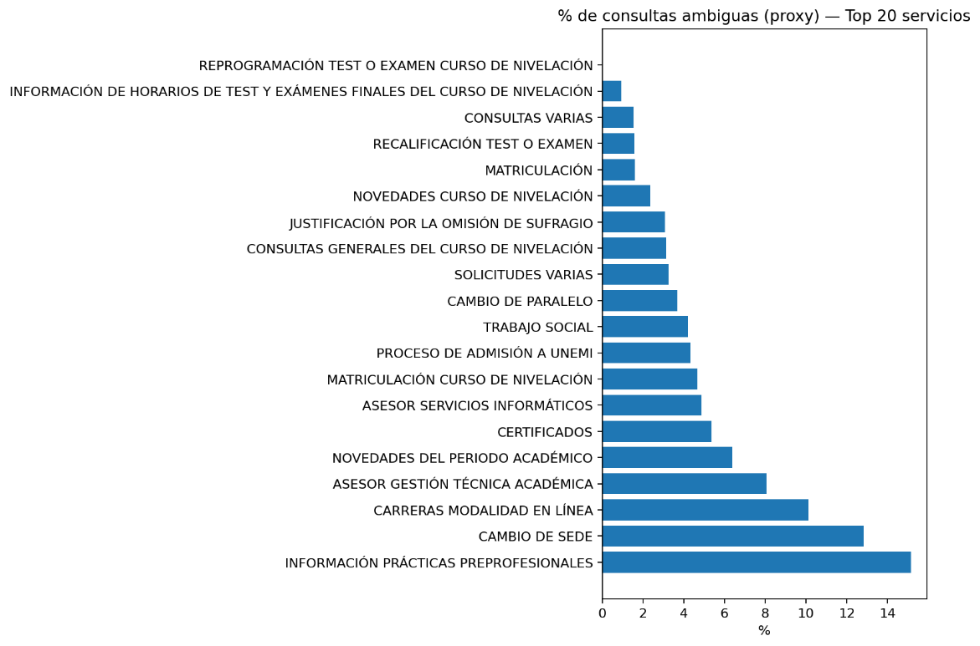 % de consultas ambiguas (proxy) — Top 20 servicios
REPROGRAMACIÓN TEST O EXAMEN CURSO DE NIVELACIÓN
INFORMACIÓN DE HORARIOS DE TEST Y EXÁMENES FINALES DEL CURSO DE NIVELACIÓN
CONSULTAS VARIAS
RECALIFICACIÓN TEST O EXAMEN
MATRICULACIÓN
NOVEDADES CURSO DE NIVELACIÓN
JUSTIFICACIÓN POR LA OMISIÓN DE SUFRAGIO
CONSULTAS GENERALES DEL CURSO DE NIVELACIÓN
SOLICITUDES VARIAS
CAMBIO DE PARALELO
TRABAJO SOCIAL
PROCESO DE ADMISIÓN A UNEMI
MATRICULACIÓN CURSO DE NIVELACIÓN
ASESOR SERVICIOS INFORMÁTICOS
CERTIFICADOS
NOVEDADES DEL PERIODO ACADÉMICO
ASESOR GESTIÓN TÉCNICA ACADÉMICA
CARRERAS MODALIDAD EN LÍNEA
CAMBIO DE SEDE
INFORMACIÓN PRÁCTICAS PREPROFESIONALES
0 2 4 6 8 10 12 14
%